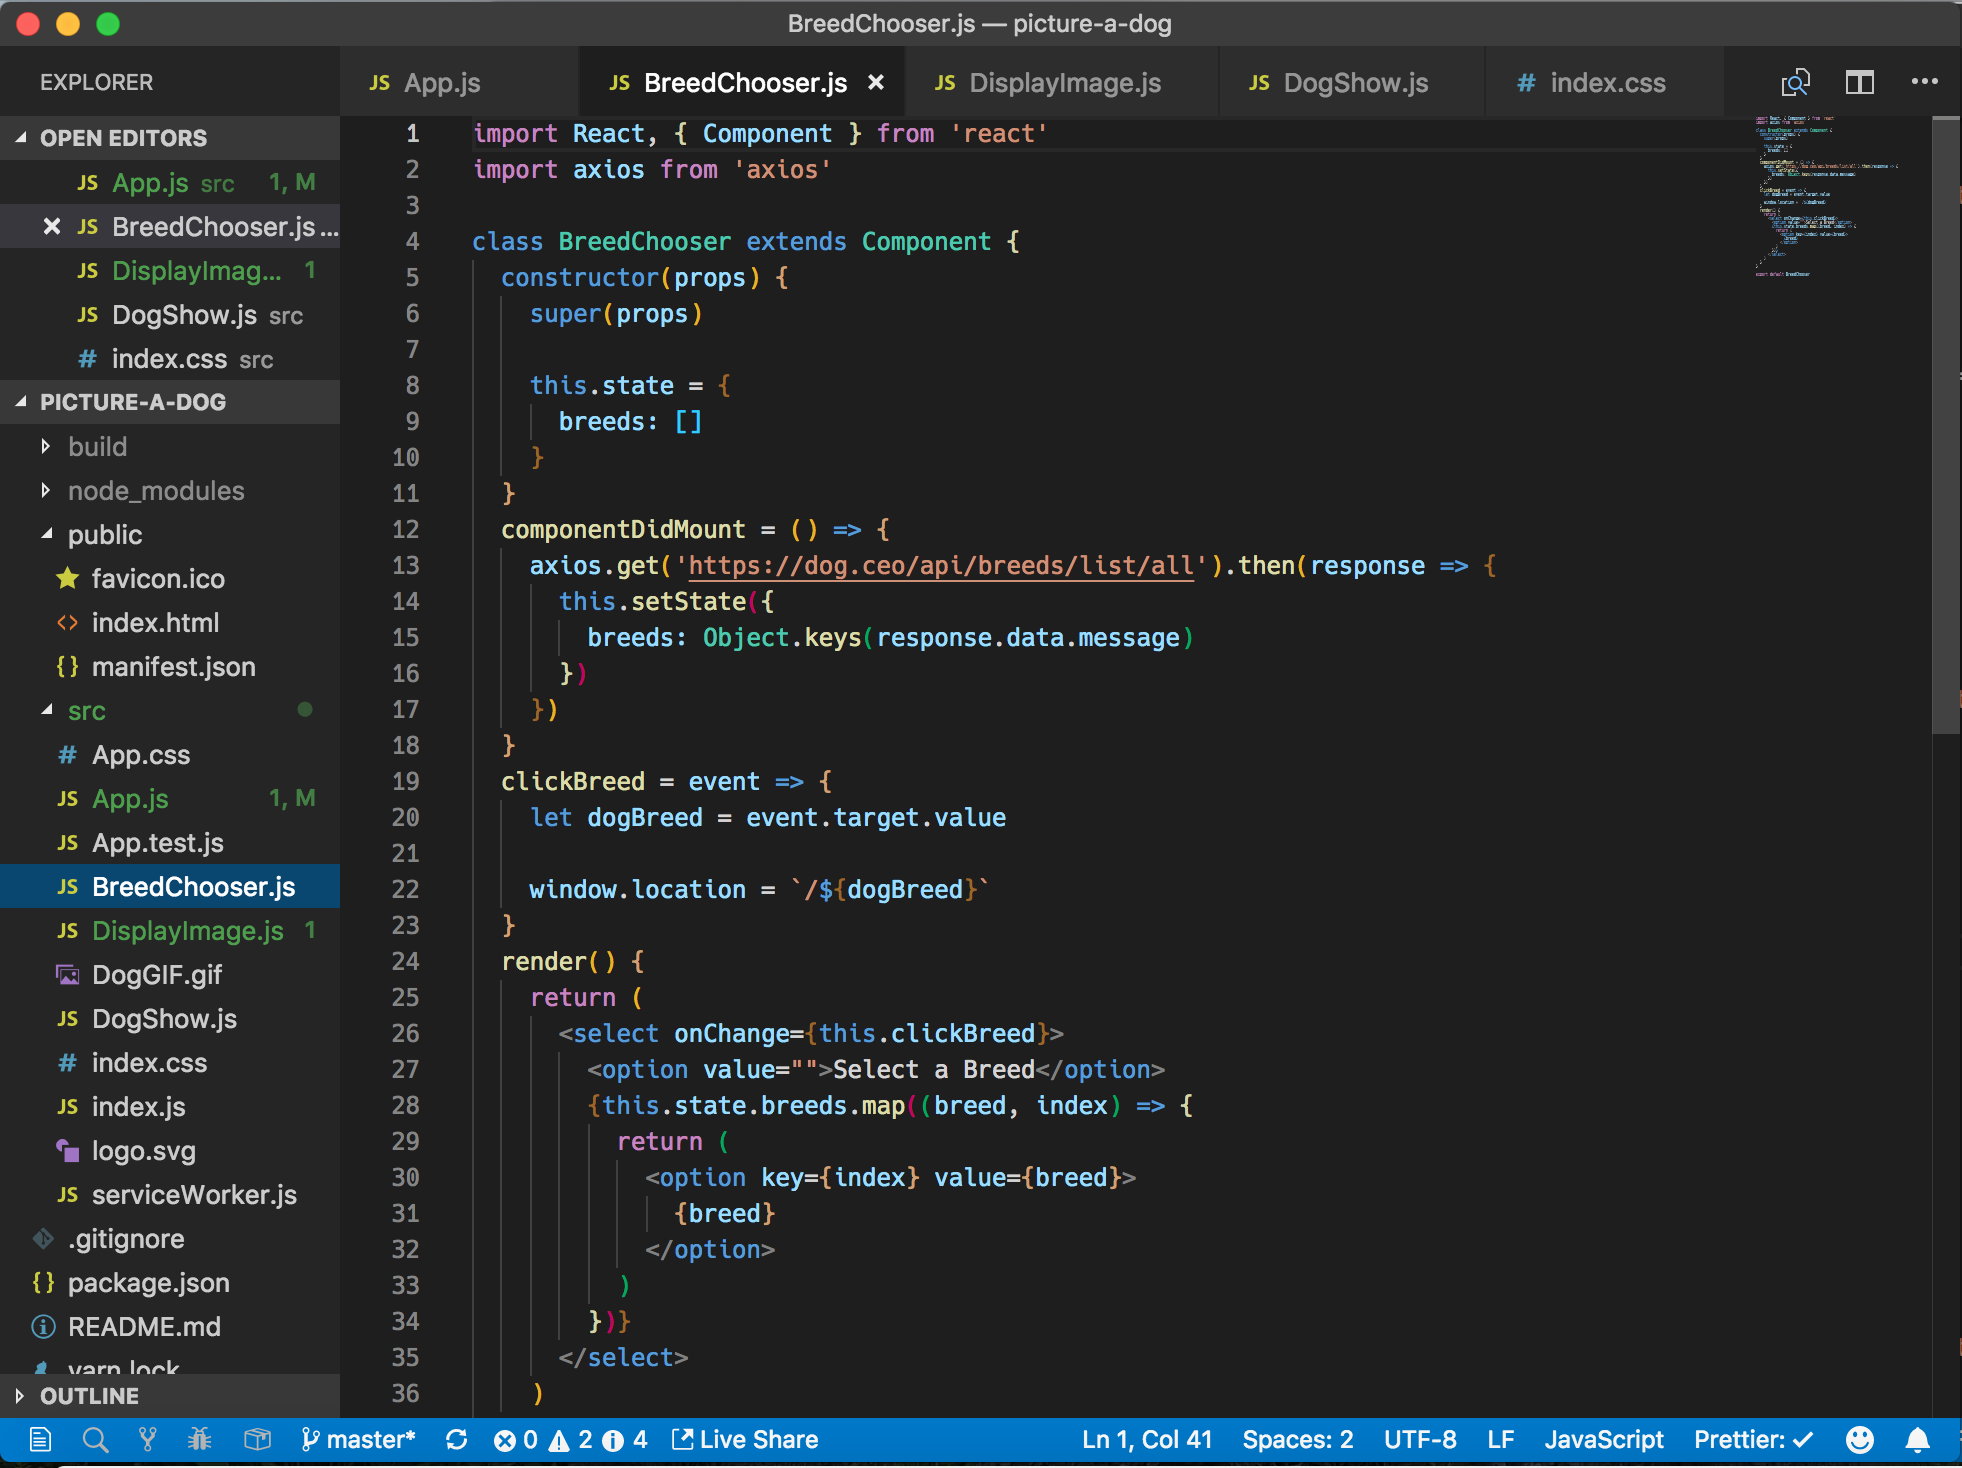 BreedChooser.js — picture-a-dog
EXPLORER
JS App.js
JS BreedChooser.js
JS DisplayImage.js
JS DogShow.js
# index.css
OPEN EDITORS
JS App.js src 1, M
JS BreedChooser.js ...
JS DisplayImag... 1
JS DogShow.js src
# index.css src
PICTURE-A-DOG
build
node_modules
public
favicon.ico
<> index.html
{} manifest.json
src
# App.css
JS App.js 1, M
JS App.test.js
JS BreedChooser.js
JS DisplayImage.js 1
DogGIF.gif
JS DogShow.js
# index.css
JS index.js
logo.svg
JS serviceWorker.js
.gitignore
{} package.json
README.md
yarn.lock
OUTLINE
1 import React, { Component } from 'react'
2 import axios from 'axios'
3
4 class BreedChooser extends Component {
5   constructor(props) {
6     super(props)
7
8     this.state = {
9       breeds: []
10     }
11   }
12   componentDidMount = () => {
13     axios.get('https://dog.ceo/api/breeds/list/all').then(response => {
14       this.setState({
15         breeds: Object.keys(response.data.message)
16       })
17     })
18   }
19   clickBreed = event => {
20     let dogBreed = event.target.value
21
22     window.location = `/${dogBreed}`
23   }
24   render() {
25     return (
26       <select onChange={this.clickBreed}>
27         <option value="">Select a Breed</option>
28         {this.state.breeds.map((breed, index) => {
29           return (
30             <option key={index} value={breed}>
31               {breed}
32             </option>
33           )
34         })}
35       </select>
36     )
master* 0 2 4 Live Share
Ln 1, Col 41 Spaces: 2 UTF-8 LF JavaScript Prettier: ✓